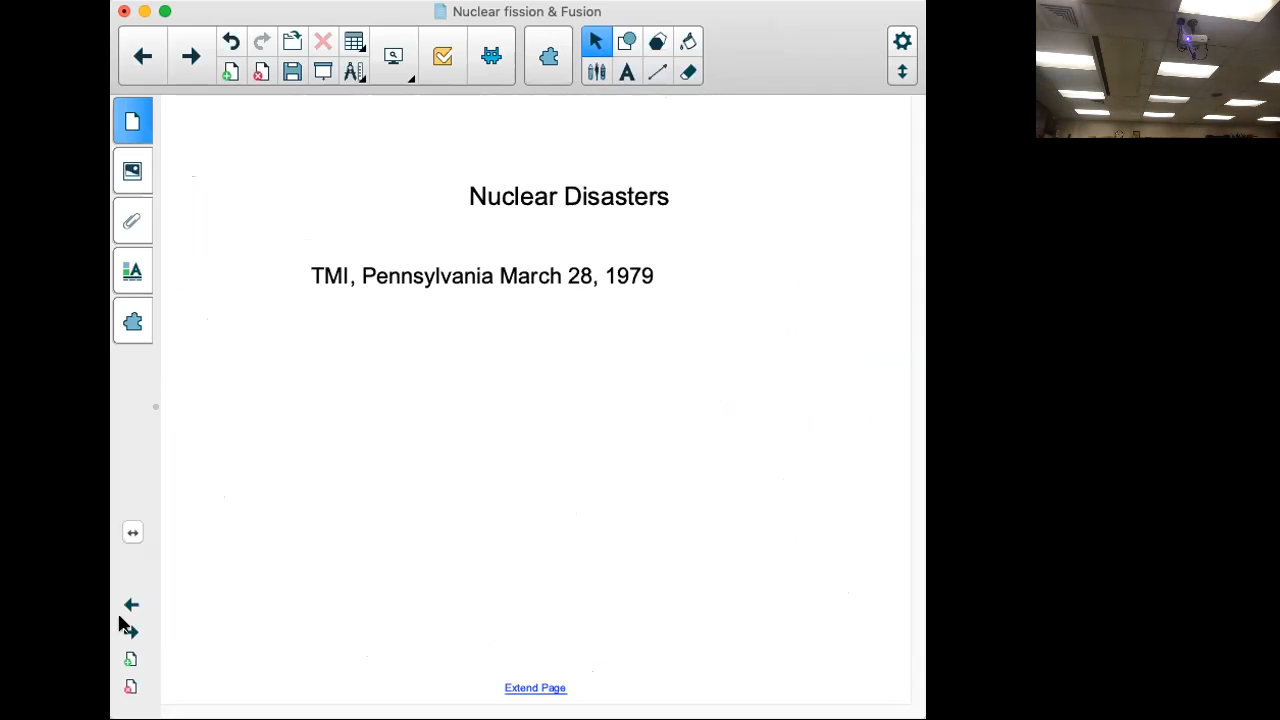 Nuclear fission & Fusion
Nuclear Disasters
TMI, Pennsylvania March 28, 1979
Extend Page